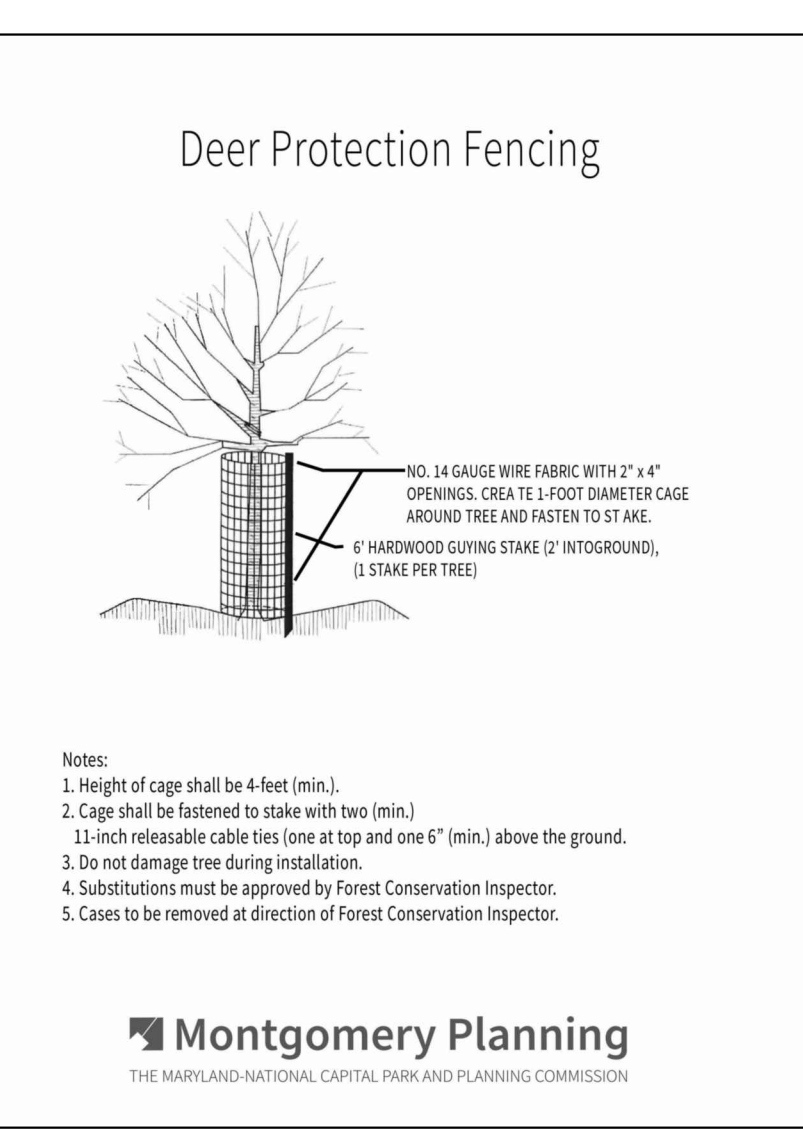 Deer Protection Fencing
NO. 14 GAUGE WIRE FABRIC WITH 2" x 4"
OPENINGS. CREA TE 1-FOOT DIAMETER CAGE
AROUND TREE AND FASTEN TO ST AKE.
6' HARDWOOD GUYING STAKE (2' INTOGROUND),
(1 STAKE PER TREE)
Notes:
1. Height of cage shall be 4-feet (min.).
2. Cage shall be fastened to stake with two (min.)
11-inch releasable cable ties (one at top and one 6” (min.) above the ground.
3. Do not damage tree during installation.
4. Substitutions must be approved by Forest Conservation Inspector.
5. Cases to be removed at direction of Forest Conservation Inspector.
Montgomery Planning
THE MARYLAND-NATIONAL CAPITAL PARK AND PLANNING COMMISSION